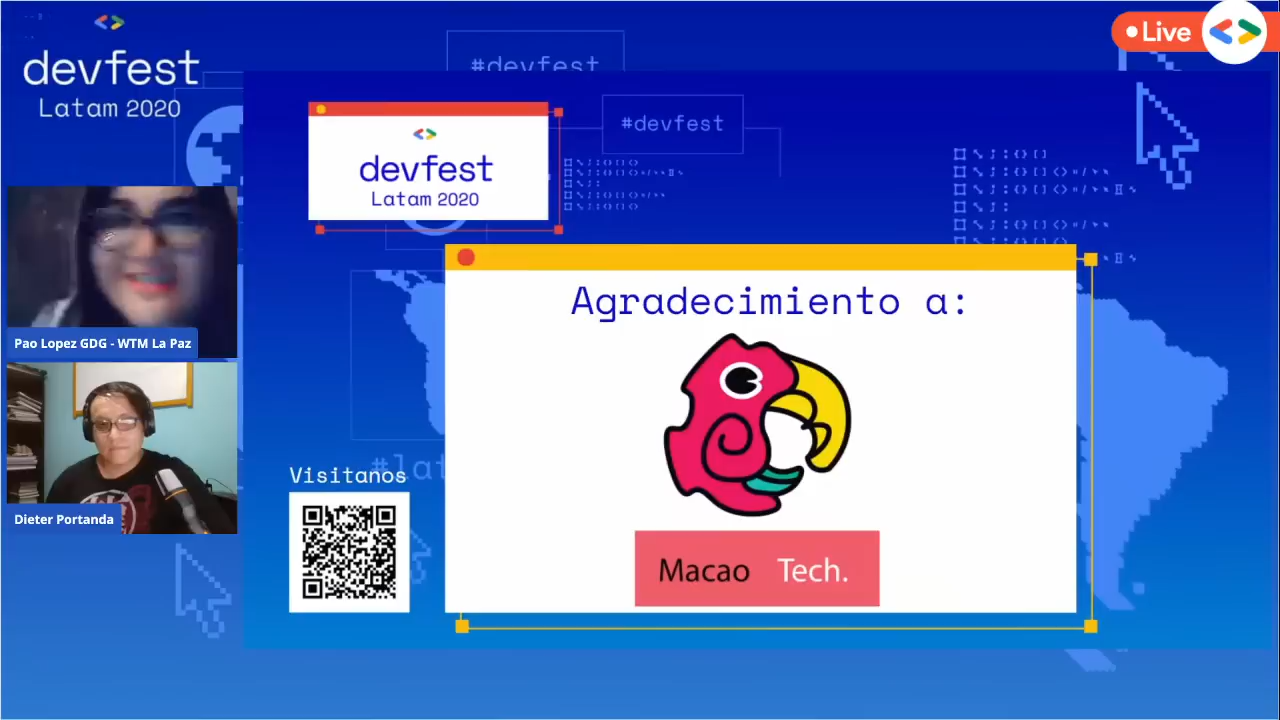 devfest
Latam 2020
Live
#devfest
#devfest
devfest
Latam 2020
Pao Lopez GDG - WTM La Paz
Dieter Portanda
Agradecimiento a:
Visitanos
#lat
Macao Tech.